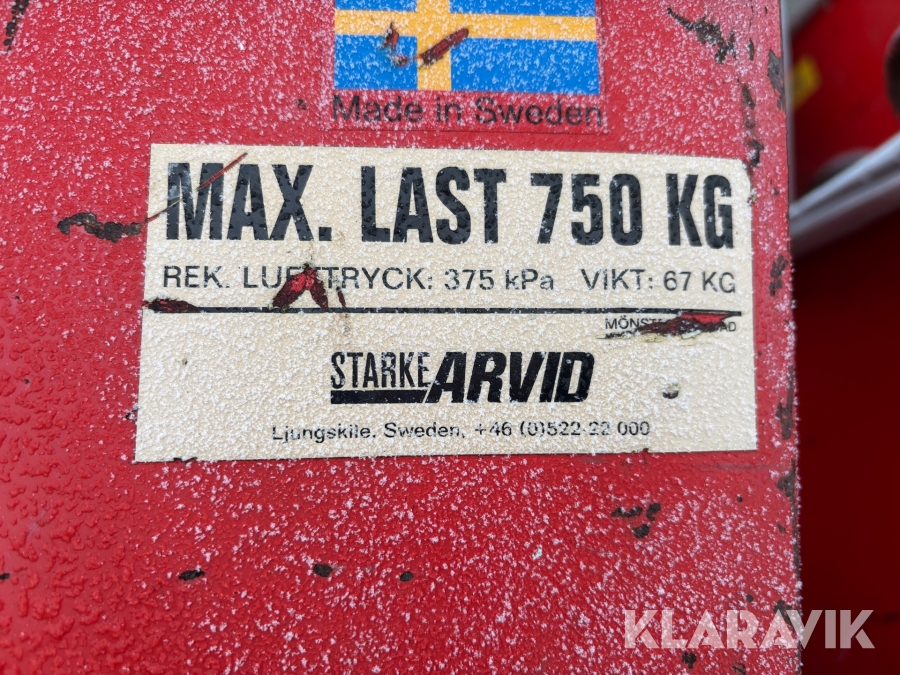 Made in Sweden
MAX. LAST 750 KG
REK. LUFTTRYCK: 375 kPa VIKT: 67 KG
STARKE ARVID
Ljungskile, Sweden, +46 (0)522-22 000
KLARAVIK